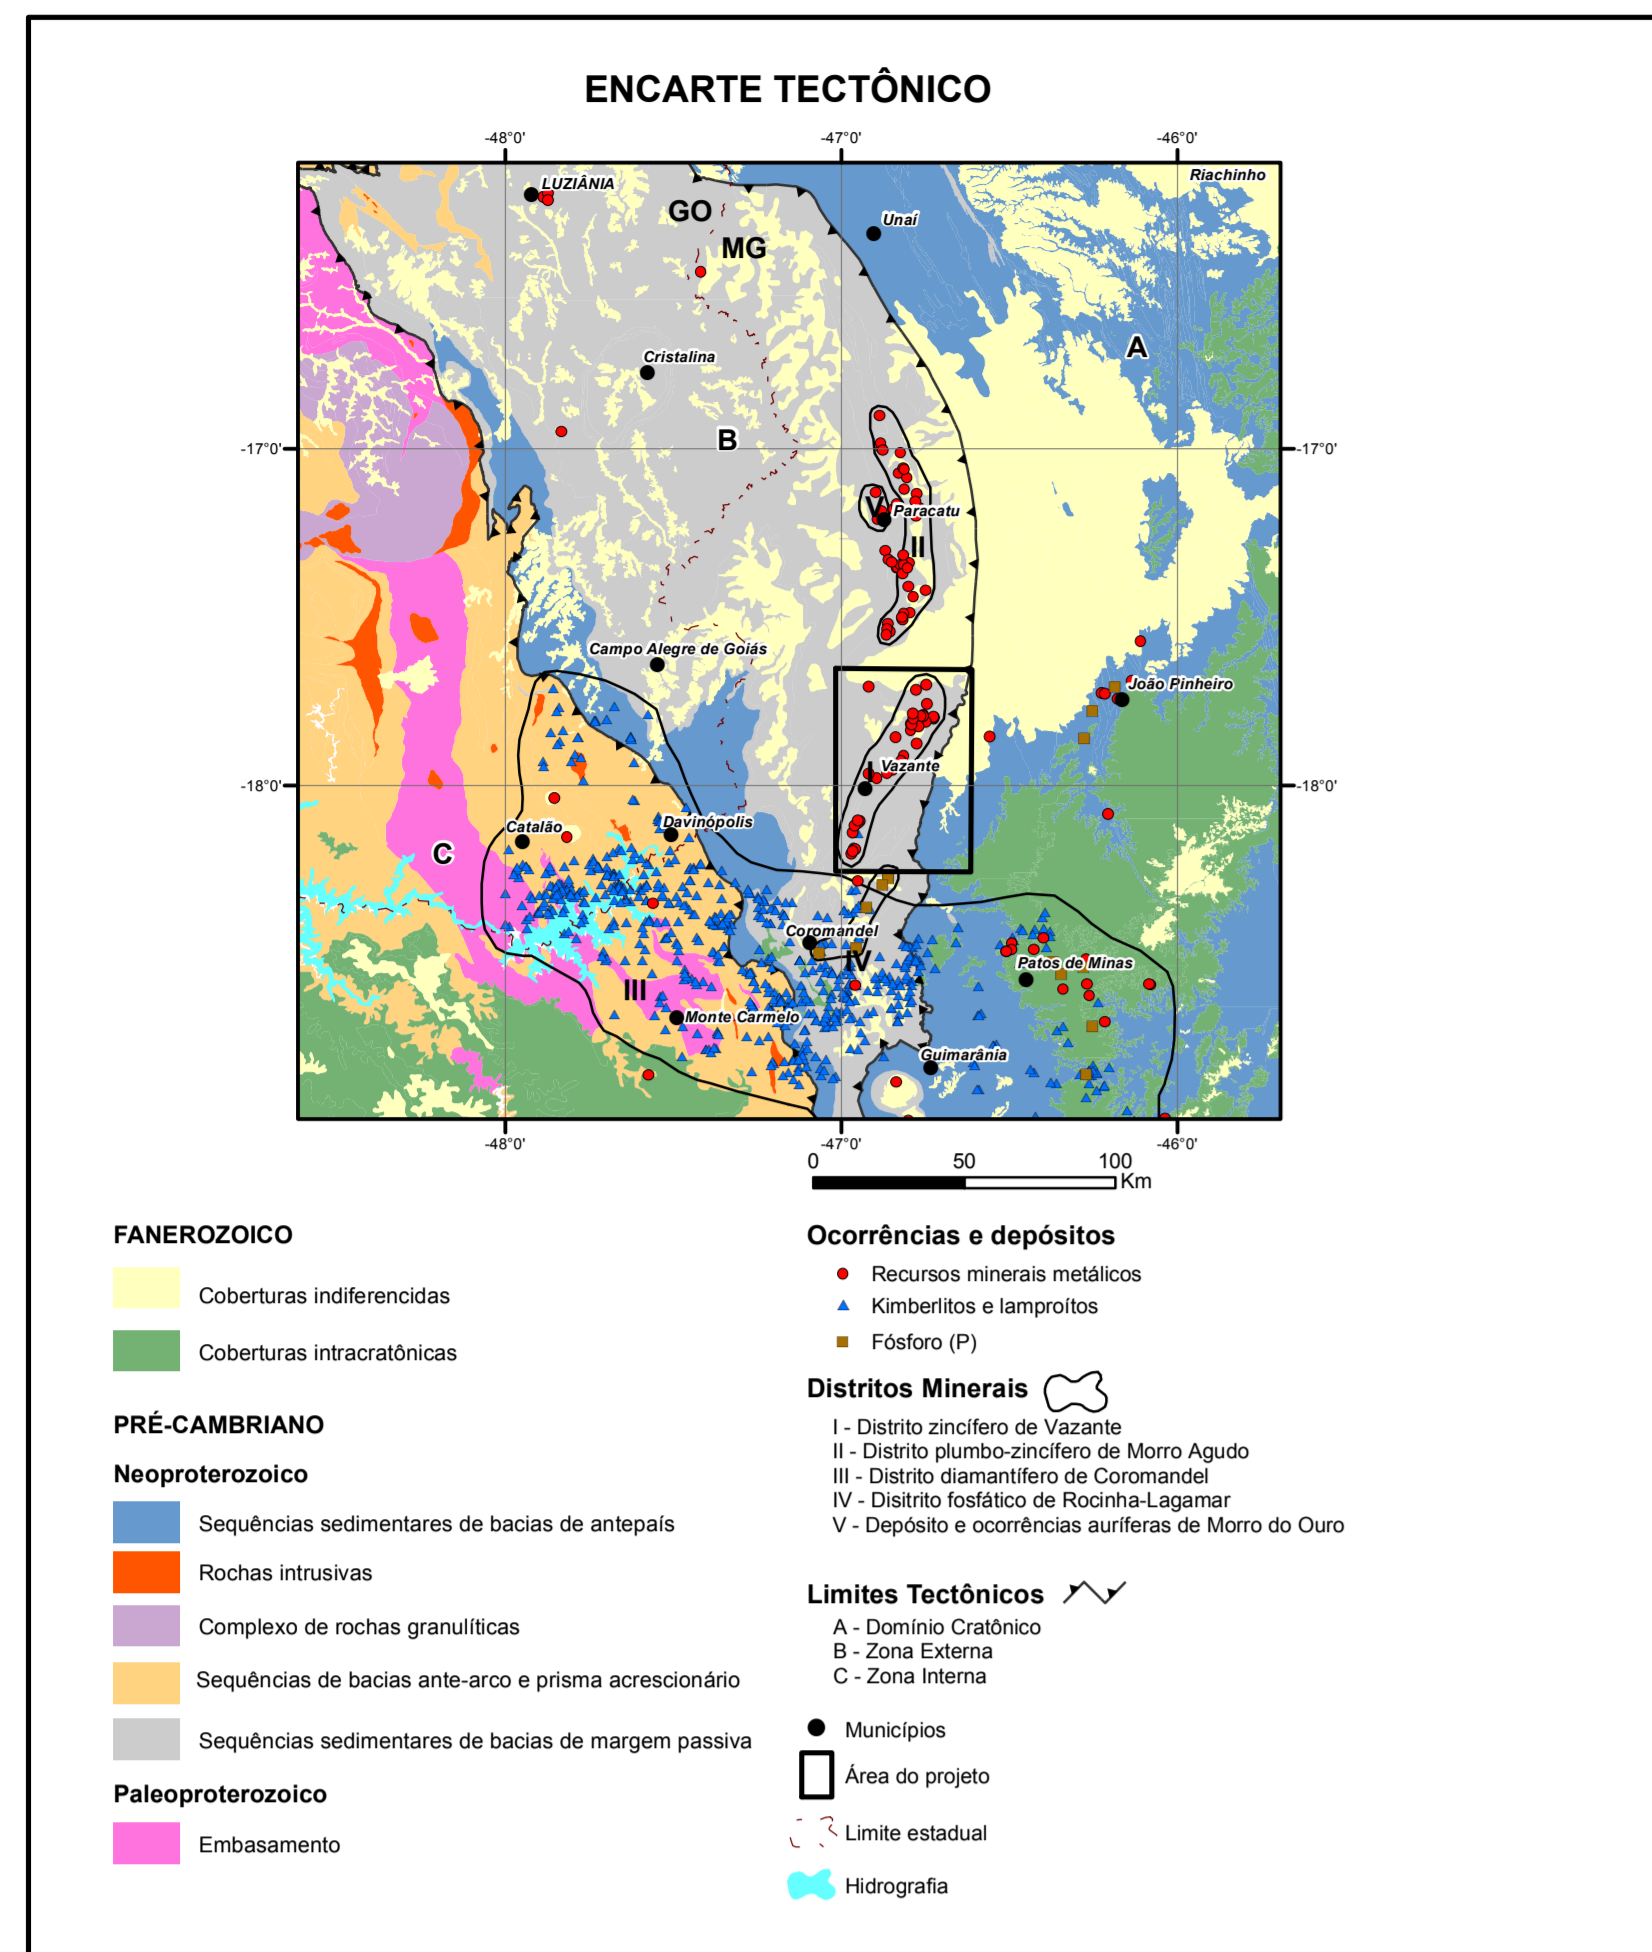 ENCARTE TECTÔNICO
-48°0' -47°0' -46°0'
Riachinho
LUZIÂNIA
GO
Unaí
MG
A
Cristalina
B
-17°0' -17°0'
V
Paracatu
II
Campo Alegre de Goiás
João Pinheiro
Vazante
I
-18°0' -18°0'
Davinópolis
Catalão
C
Coromandel
IV
Patos de Minas
III
Monte Carmelo
Guimarânia
-48°0' -47°0' -46°0'
0 50 100
Km
FANEROZOICO
Coberturas indiferencidas
Coberturas intracratônicas
PRÉ-CAMBRIANO
Neoproterozoico
Sequências sedimentares de bacias de antepaís
Rochas intrusivas
Complexo de rochas granulíticas
Sequências de bacias ante-arco e prisma acrescionário
Sequências sedimentares de bacias de margem passiva
Paleoproterozoico
Embasamento
Ocorrências e depósitos
Recursos minerais metálicos
Kimberlitos e lamproítos
Fósforo (P)
Distritos Minerais
I - Distrito zincífero de Vazante
II - Distrito plumbo-zincífero de Morro Agudo
III - Distrito diamantífero de Coromandel
IV - Disitrito fosfático de Rocinha-Lagamar
V - Depósito e ocorrências auríferas de Morro do Ouro
Limites Tectônicos
A - Domínio Cratônico
B - Zona Externa
C - Zona Interna
Municípios
Área do projeto
Limite estadual
Hidrografia